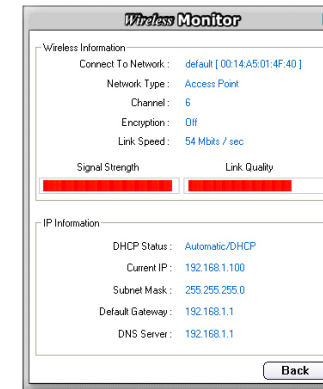 Wireless Monitor
Wireless Information
Connect To Network : default [ 00:14:A5:01:4F:40 ]
Network Type : Access Point
Channel : 6
Encryption : Off
Link Speed : 54 Mbits / sec
Signal Strength Link Quality
IP Information
DHCP Status : Automatic/DHCP
Current IP : 192.168.1.100
Subnet Mask : 255.255.255.0
Default Gateway : 192.168.1.1
DNS Server : 192.168.1.1
Back